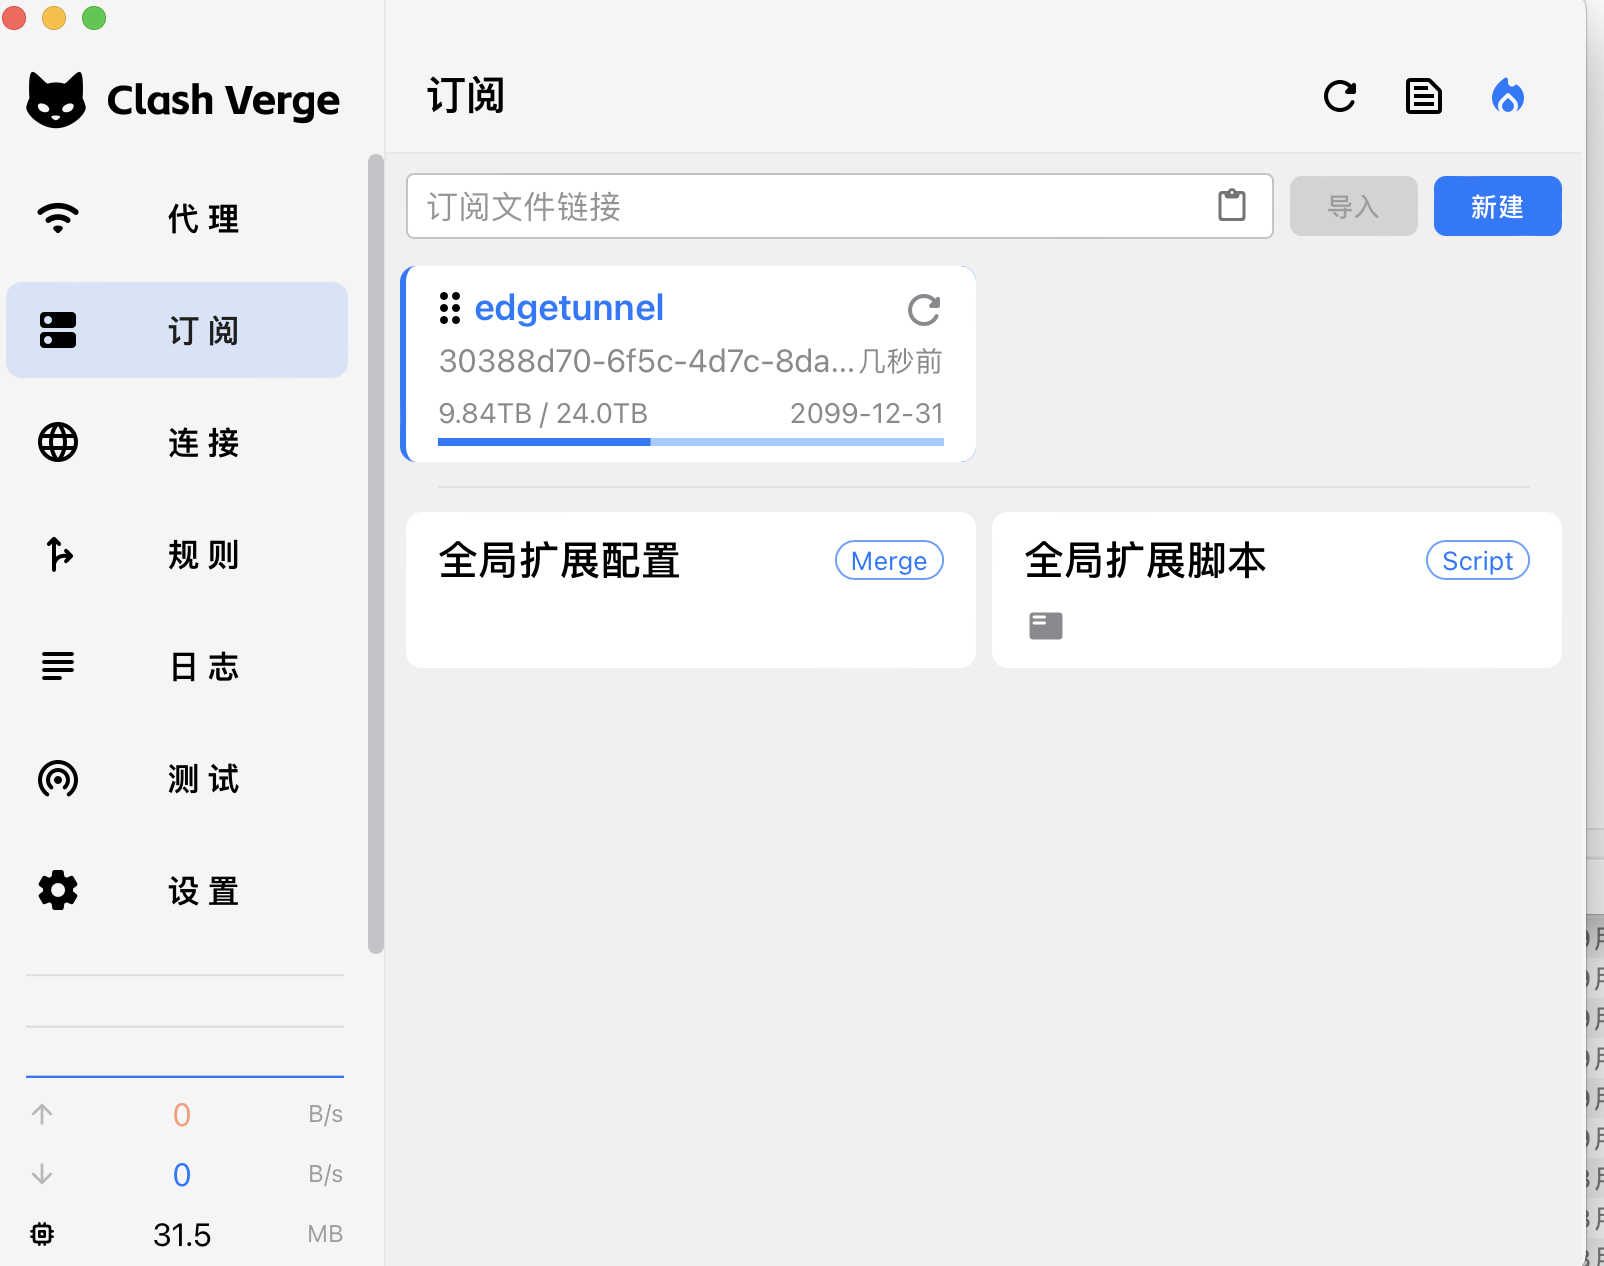 Clash Verge
代理
订阅
连接
规则
日志
测试
设置
0 B/s
0 B/s
31.5 MB
订阅
订阅文件链接
导入
新建
edgetunnel
30388d70-6f5c-4d7c-8da... 几秒前
9.84TB / 24.0TB 2099-12-31
全局扩展配置 Merge
全局扩展脚本 Script